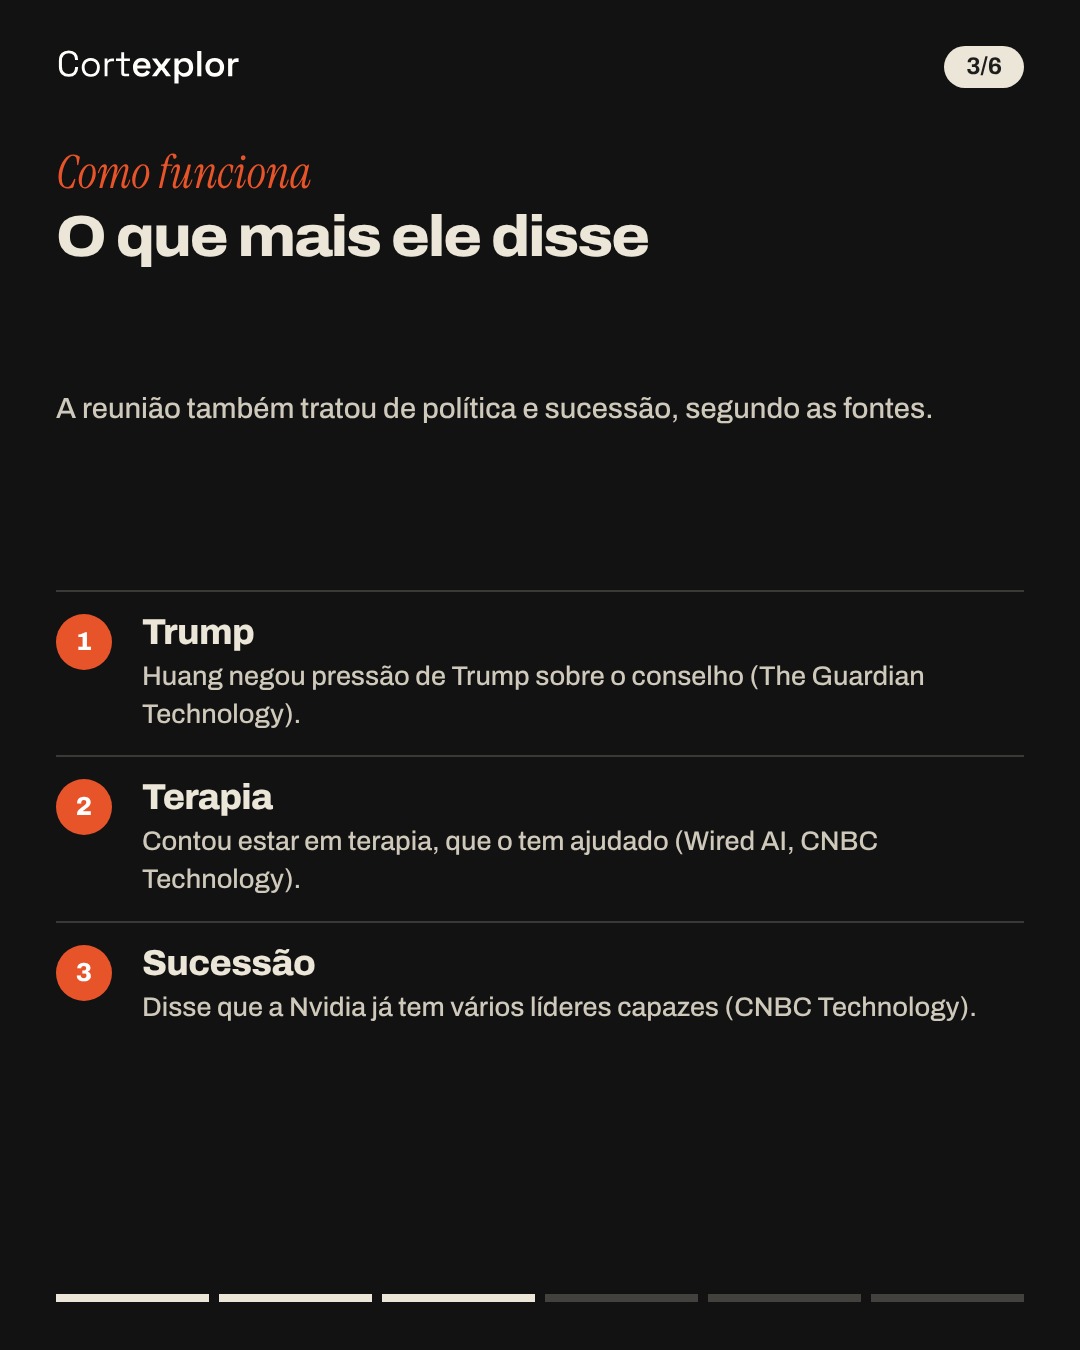 Cortexplor
3/6
Como funciona
O que mais ele disse
A reunião também tratou de política e sucessão, segundo as fontes.
1
Trump
Huang negou pressão de Trump sobre o conselho (The Guardian
Technology).
2
Terapia
Contou estar em terapia, que o tem ajudado (Wired AI, CNBC
Technology).
3
Sucessão
Disse que a Nvidia já tem vários líderes capazes (CNBC Technology).